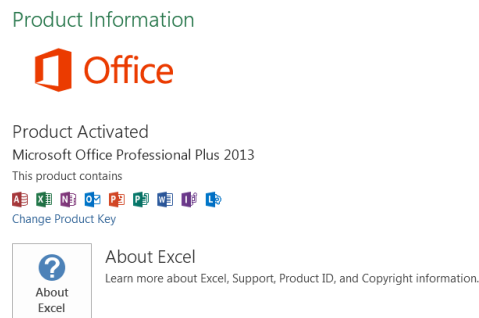 Product Information
Office
Product Activated
Microsoft Office Professional Plus 2013
This product contains
A X N O P P W I L
Change Product Key
About Excel
Learn more about Excel, Support, Product ID, and Copyright information.
About
Excel